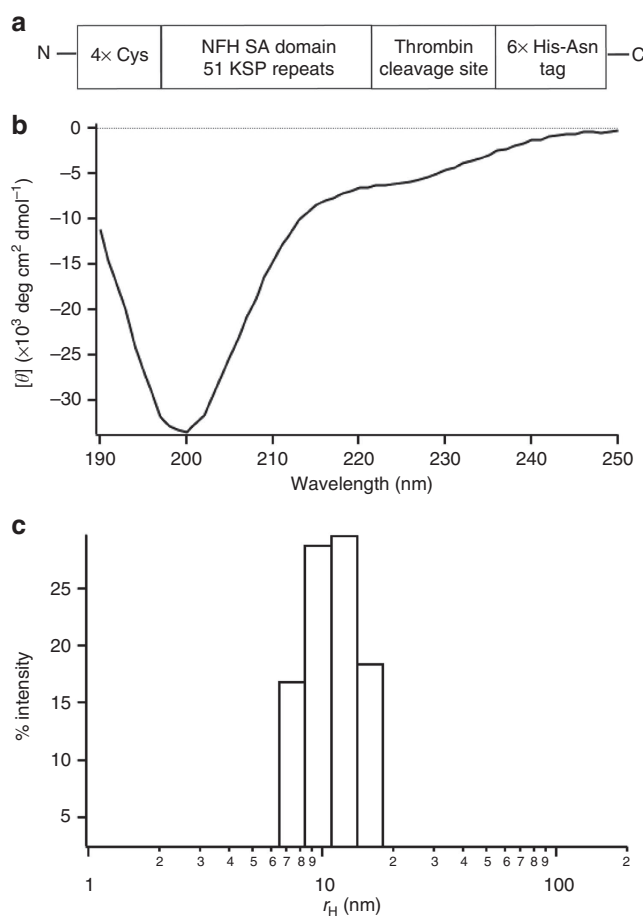 a
N
4× Cys
NFH SA domain
51 KSP repeats
Thrombin
cleavage site
6× His-Asn
tag
C
b
0
−5
−10
−15
−20
−25
−30
[θ] (×10³ deg cm² dmol⁻¹)
190 200 210 220 230 240 250
Wavelength (nm)
c
25
20
15
10
5
% intensity
2 3 4 5 6 7 8 9 2 3 4 5 6 7 8 9 2
1 10 100
r_H (nm)